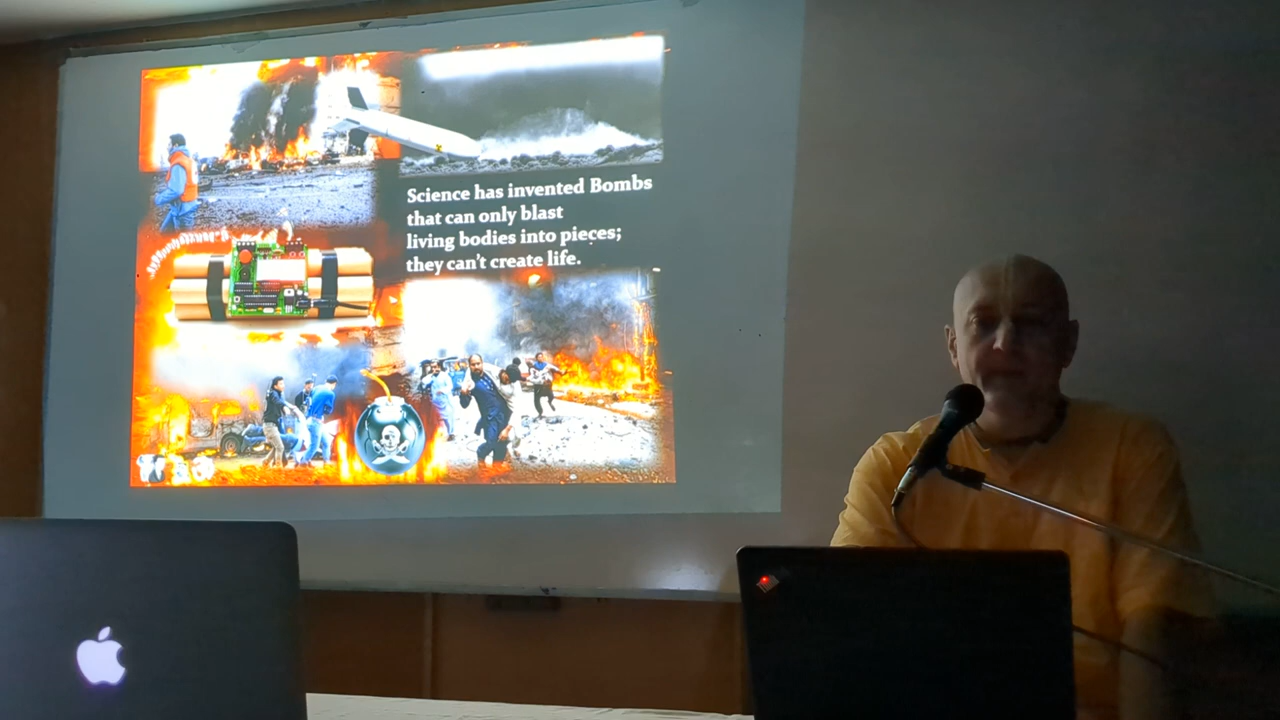 Science has invented Bombs
that can only blast
living bodies into pieces;
they can't create life.